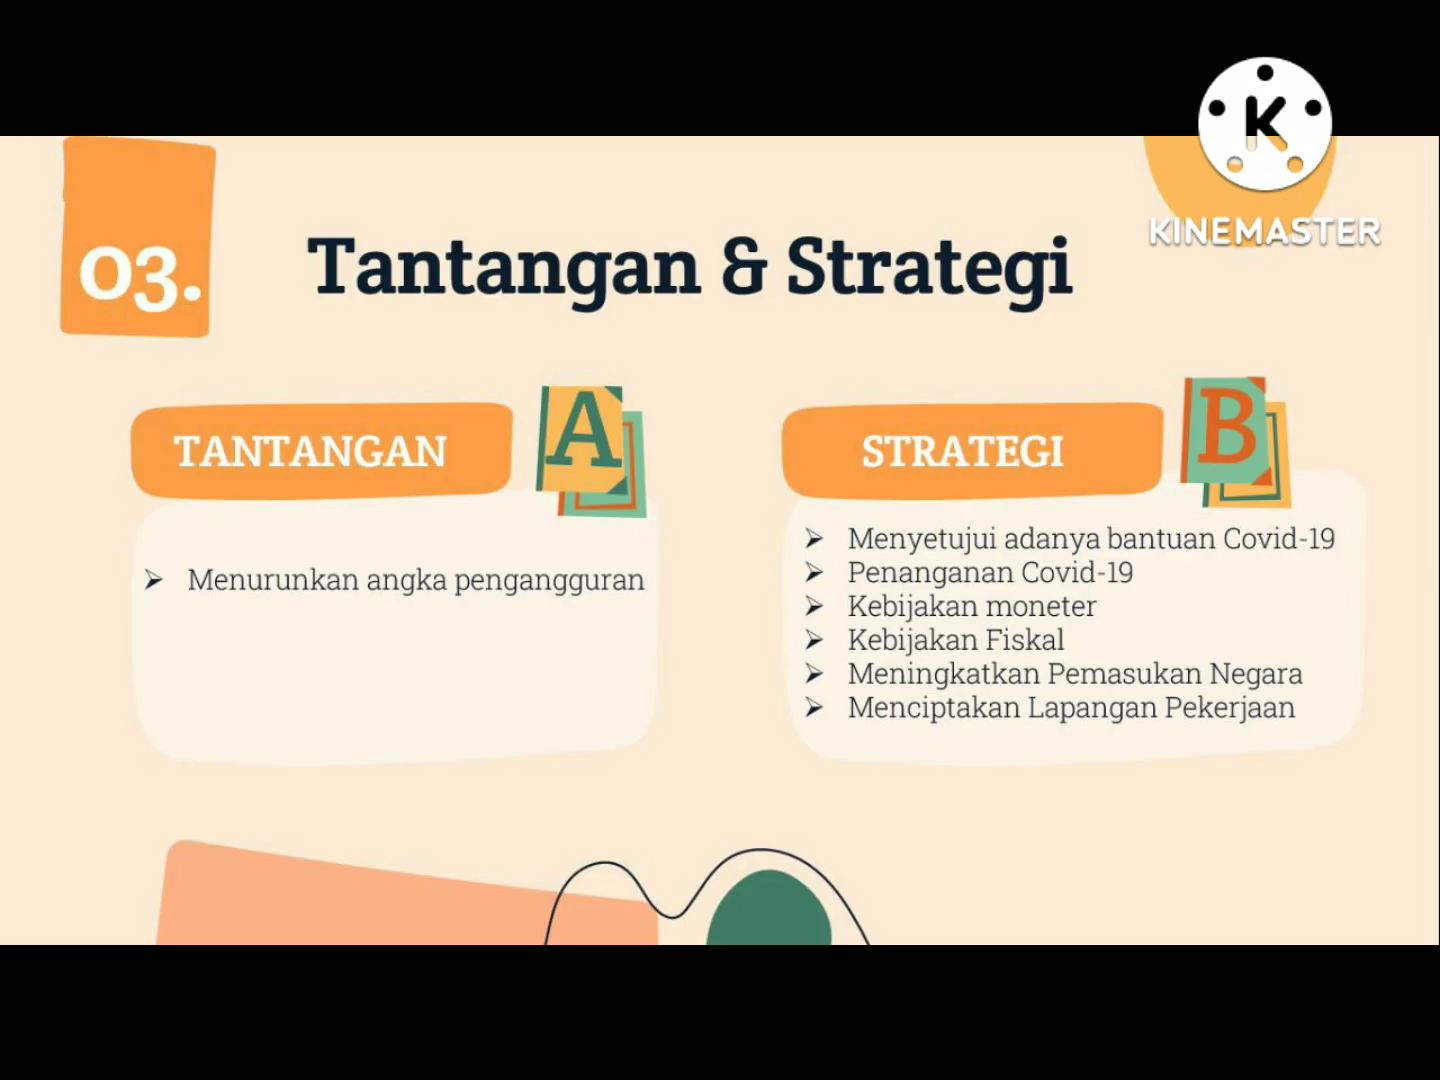 K
KINEMASTER
03.
Tantangan & Strategi
TANTANGAN
A
➢ Menurunkan angka pengangguran
STRATEGI
B
➢ Menyetujui adanya bantuan Covid-19
➢ Penanganan Covid-19
➢ Kebijakan moneter
➢ Kebijakan Fiskal
➢ Meningkatkan Pemasukan Negara
➢ Menciptakan Lapangan Pekerjaan